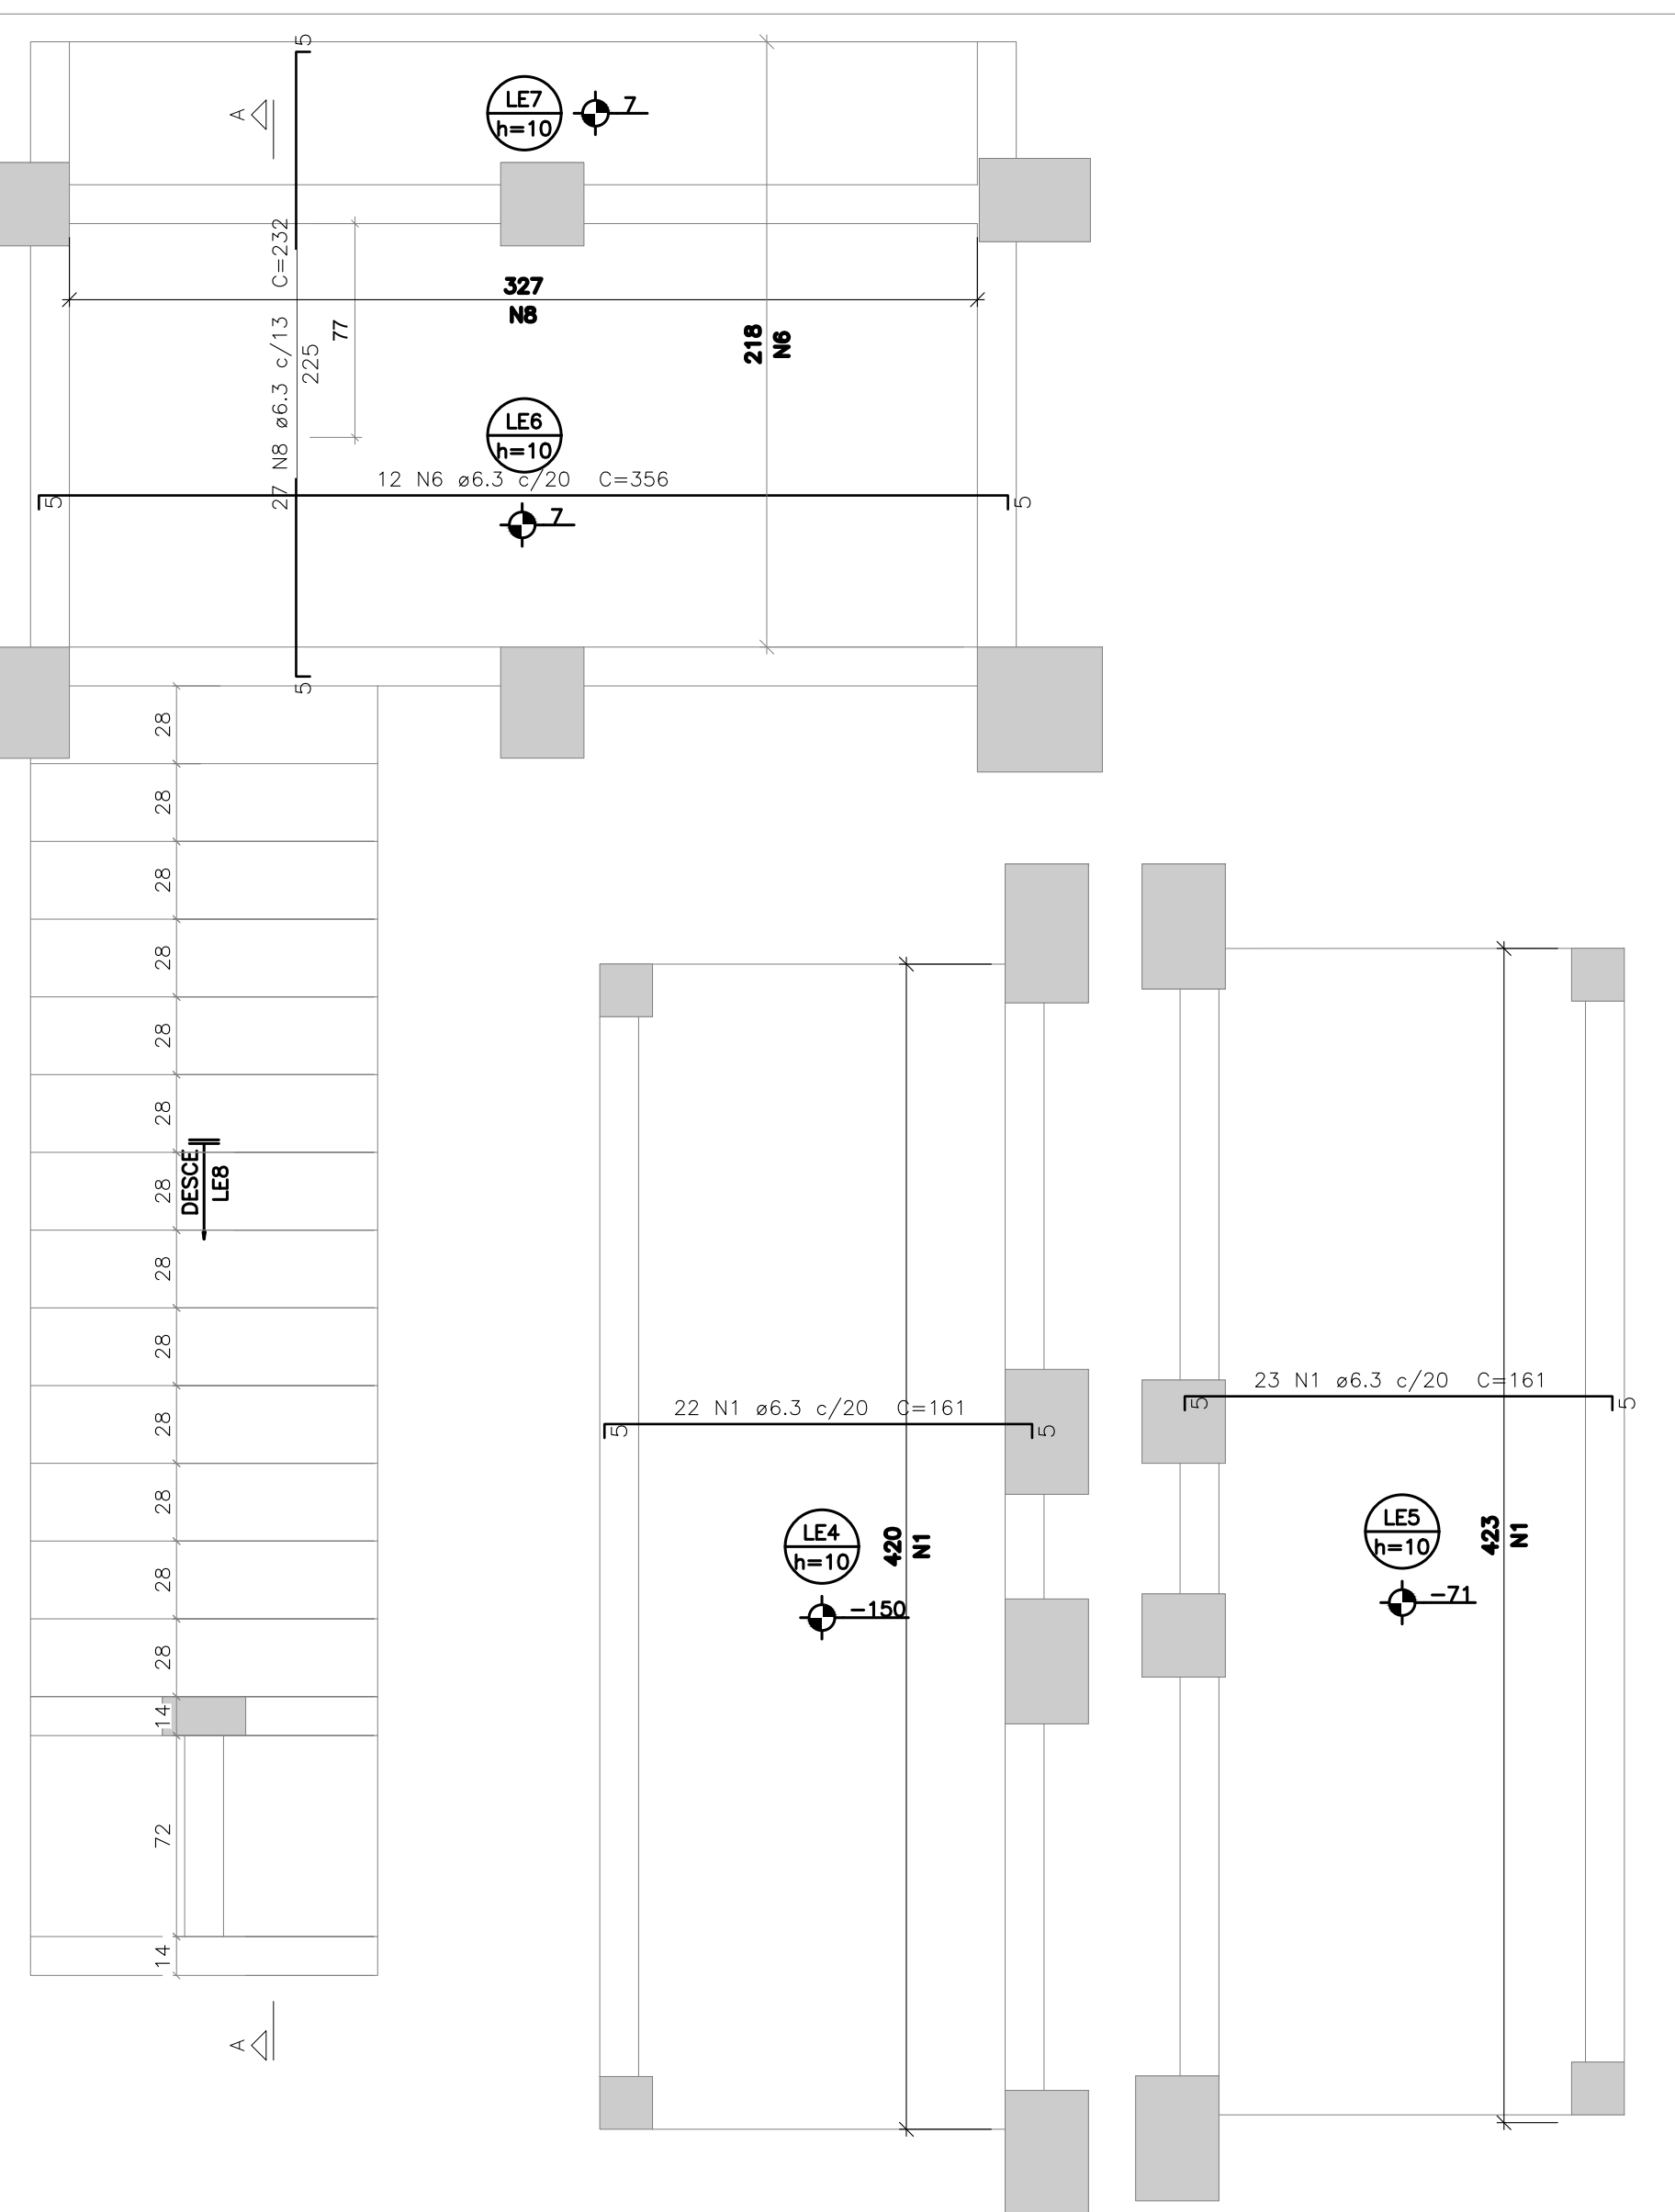 5
A
LE7
h=10
7
27 N8 ø6.3 c/13 C=232
225
77
327
N8
218
N6
LE6
h=10
12 N6 ø6.3 c/20 C=356
5
5
7
5
28
28
28
28
28
28
28
28
28
28
28
28
28
14
72
14
DESCE
LE8
A
22 N1 ø6.3 c/20 C=161
5
5
LE4
h=10
-150
420
N1
23 N1 ø6.3 c/20 C=161
5
5
LE5
h=10
-71
423
N1